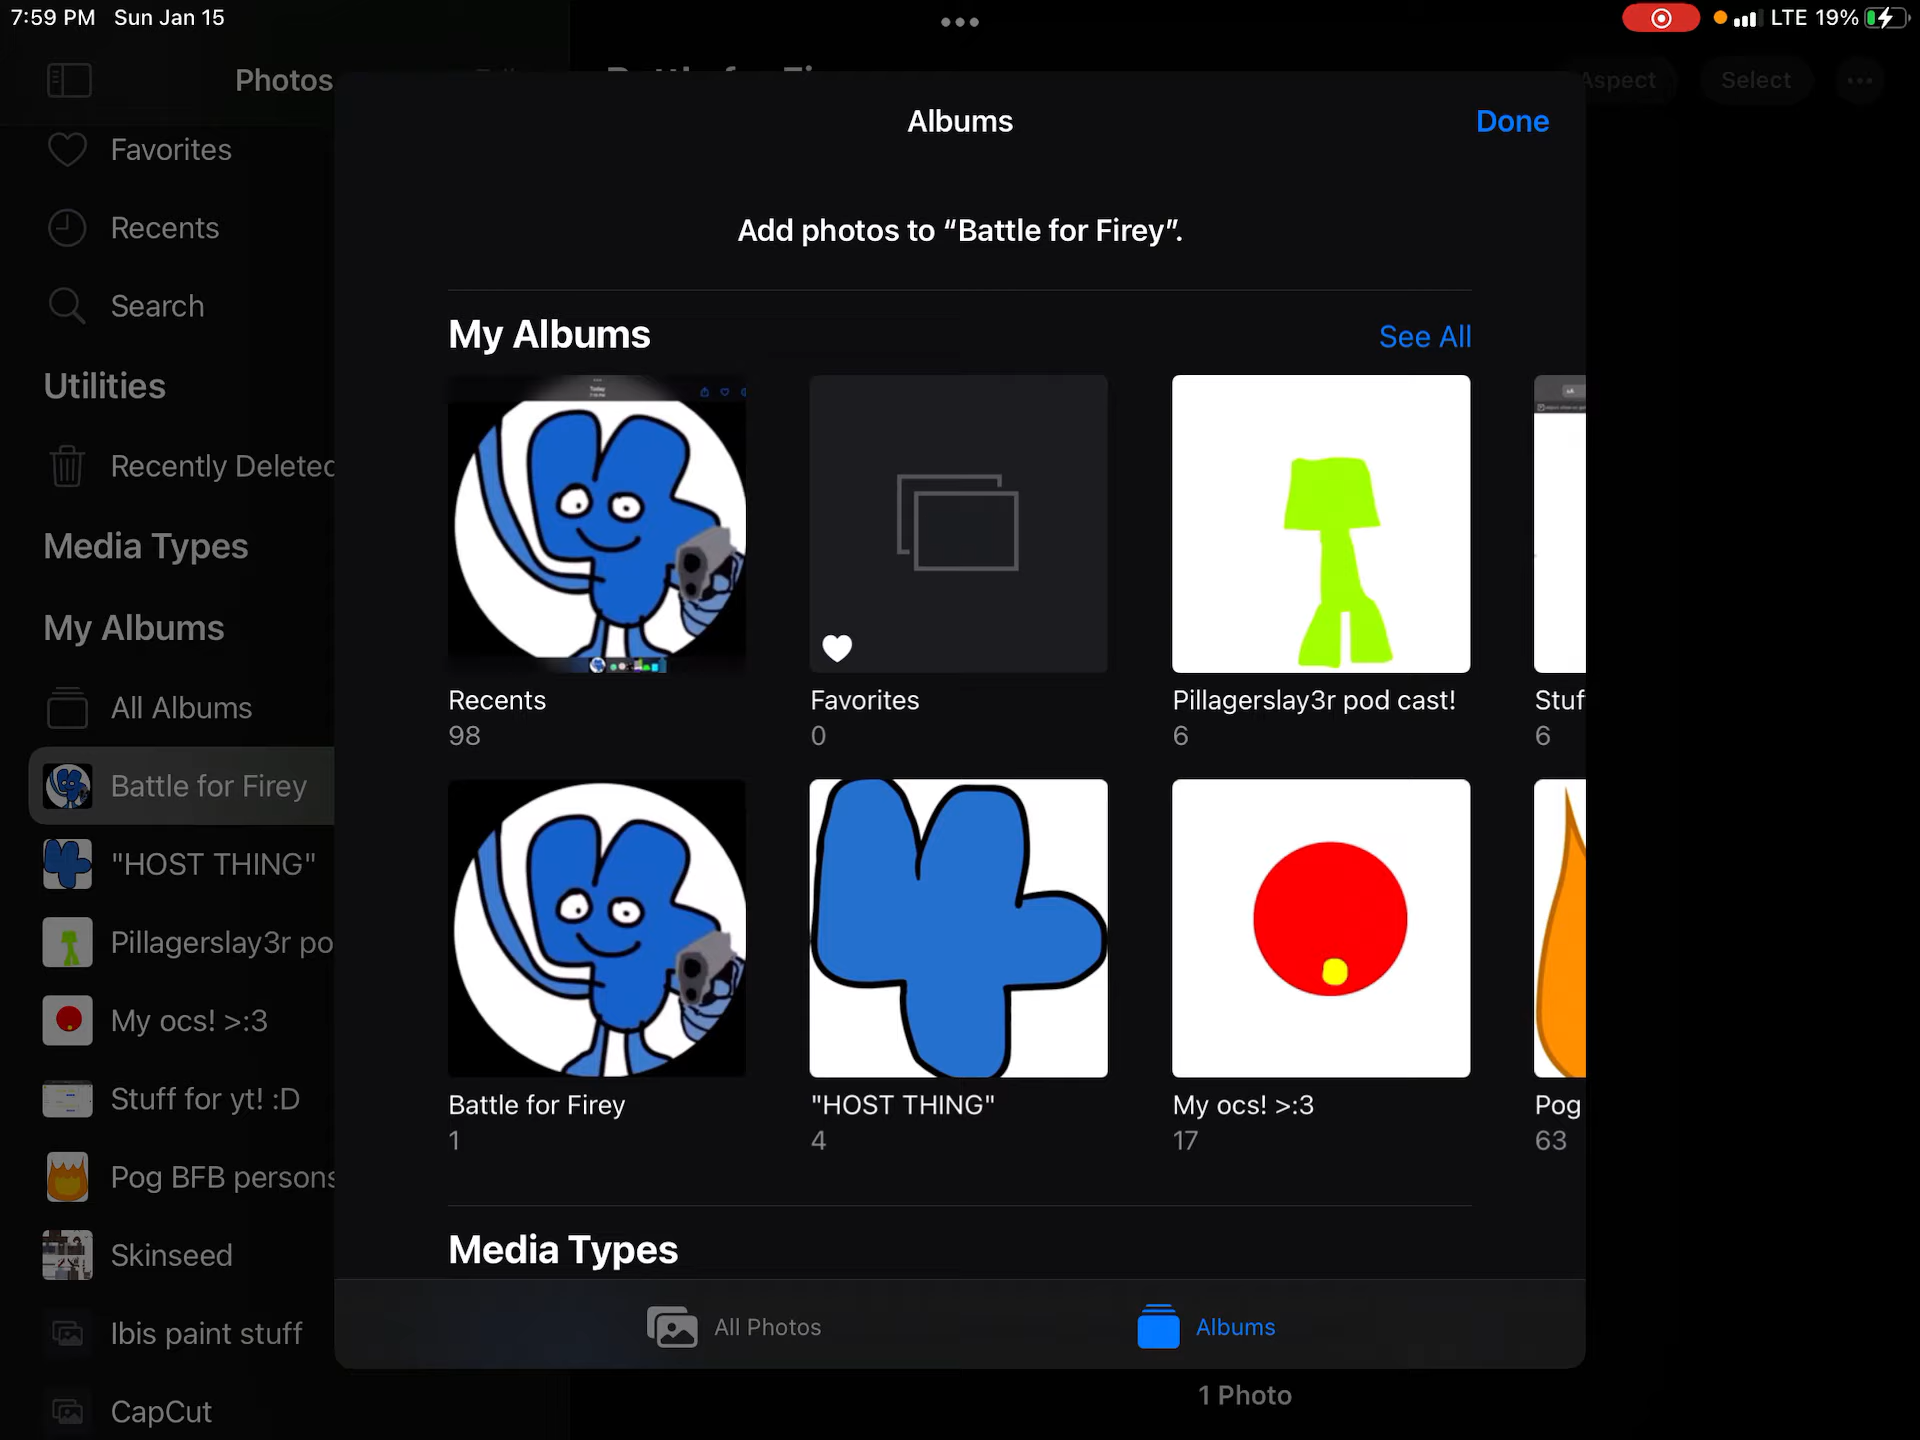 7:59 PM Sun Jan 15
LTE 19%
Photos
Aspect Select
Favorites
Recents
Search
Utilities
Recently Deleted
Media Types
My Albums
All Albums
Battle for Firey
"HOST THING"
Pillagerslay3r po
My ocs! >:3
Stuff for yt! :D
Pog BFB persons
Skinseed
Ibis paint stuff
CapCut
Albums
Done
Add photos to “Battle for Firey”.
My Albums
See All
Recents
98
Favorites
0
Pillagerslay3r pod cast!
6
Stuf
6
Battle for Firey
1
"HOST THING"
4
My ocs! >:3
17
Pog
63
Media Types
All Photos
Albums
1 Photo